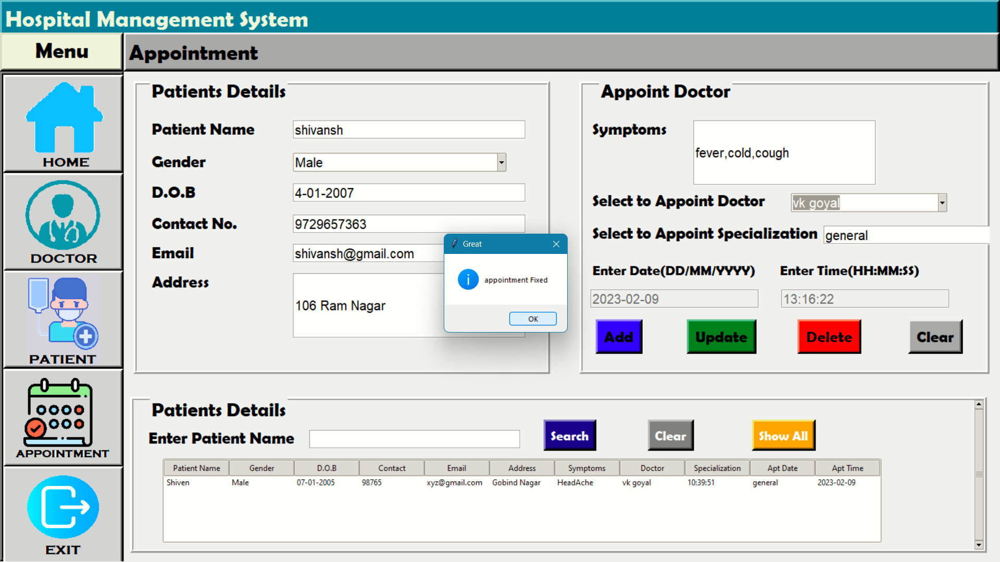 Hospital Management System
Menu
Appointment
HOME
DOCTOR
PATIENT
APPOINTMENT
EXIT
Patients Details
Patient Name
shivansh
Gender
Male
D.O.B
4-01-2007
Contact No.
9729657363
Email
shivansh@gmail.com
Address
106 Ram Nagar
Great
appointment Fixed
OK
Appoint Doctor
Symptoms
fever,cold,cough
Select to Appoint Doctor
vk goyal
Select to Appoint Specialization
general
Enter Date(DD/MM/YYYY) Enter Time(HH:MM:SS)
2023-02-09 13:16:22
Add Update Delete Clear
Patients Details
Enter Patient Name
Search Clear Show All
Patient Name Gender D.O.B Contact Email Address Symptoms Doctor Specialization Apt Date Apt Time
Shiven Male 07-01-2005 98765 xyz@gmail.com Gobind Nagar HeadAche vk goyal 10:39:51 general 2023-02-09